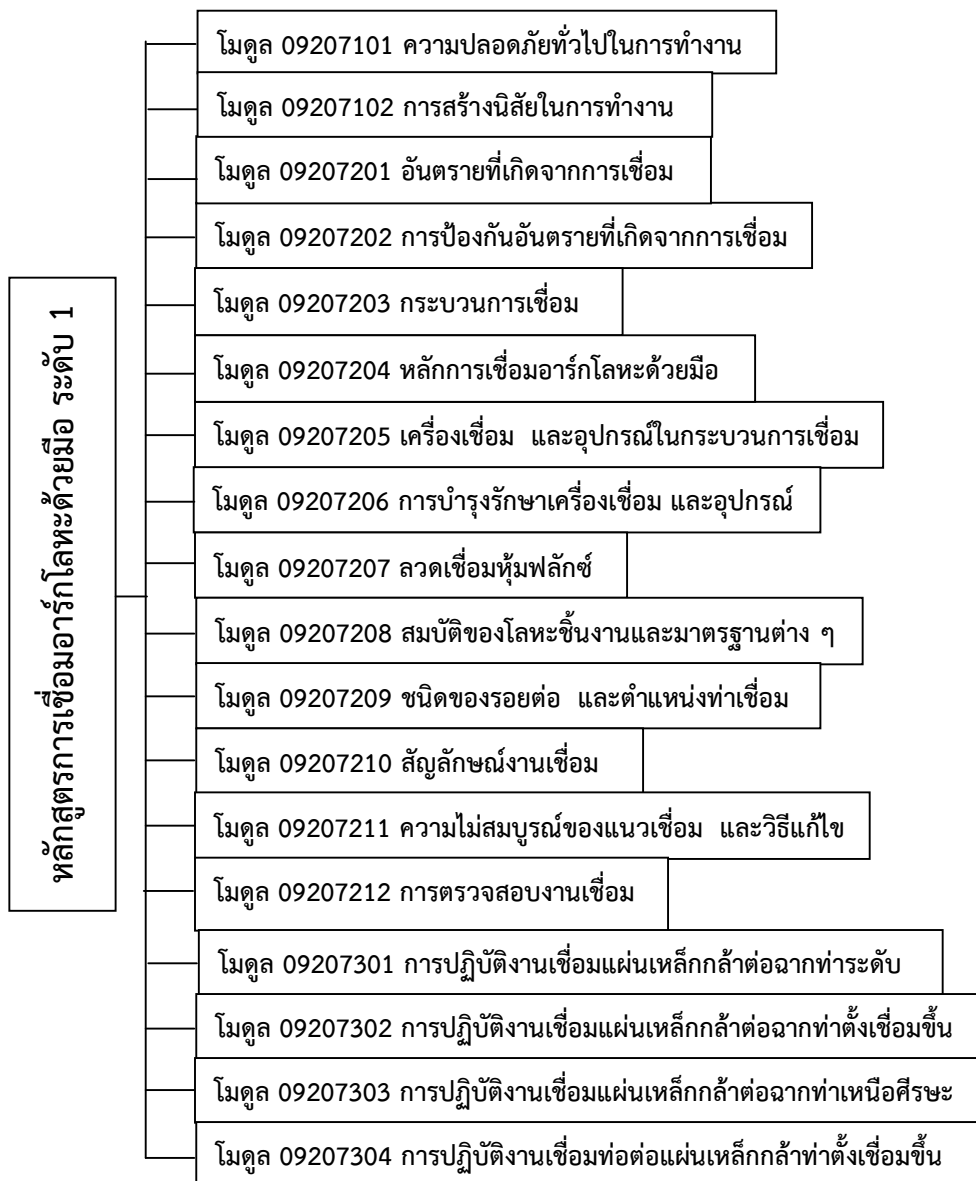 หลักสูตรการเชื่อมอาร์กโลหะด้วยมือ ระดับ 1
โมดูล 09207101 ความปลอดภัยทั่วไปในการทำงาน
โมดูล 09207102 การสร้างนิสัยในการทำงาน
โมดูล 09207201 อันตรายที่เกิดจากการเชื่อม
โมดูล 09207202 การป้องกันอันตรายที่เกิดจากการเชื่อม
โมดูล 09207203 กระบวนการเชื่อม
โมดูล 09207204 หลักการเชื่อมอาร์กโลหะด้วยมือ
โมดูล 09207205 เครื่องเชื่อม และอุปกรณ์ในกระบวนการเชื่อม
โมดูล 09207206 การบำรุงรักษาเครื่องเชื่อม และอุปกรณ์
โมดูล 09207207 ลวดเชื่อมหุ้มฟลักซ์
โมดูล 09207208 สมบัติของโลหะชิ้นงานและมาตรฐานต่าง ๆ
โมดูล 09207209 ชนิดของรอยต่อ และตำแหน่งท่าเชื่อม
โมดูล 09207210 สัญลักษณ์งานเชื่อม
โมดูล 09207211 ความไม่สมบูรณ์ของแนวเชื่อม และวิธีแก้ไข
โมดูล 09207212 การตรวจสอบงานเชื่อม
โมดูล 09207301 การปฏิบัติงานเชื่อมแผ่นเหล็กกล้าต่อฉากท่าระดับ
โมดูล 09207302 การปฏิบัติงานเชื่อมแผ่นเหล็กกล้าต่อฉากท่าตั้งเชื่อมขึ้น
โมดูล 09207303 การปฏิบัติงานเชื่อมแผ่นเหล็กกล้าต่อฉากท่าเหนือศีรษะ
โมดูล 09207304 การปฏิบัติงานเชื่อมท่อต่อแผ่นเหล็กกล้าท่าตั้งเชื่อมขึ้น